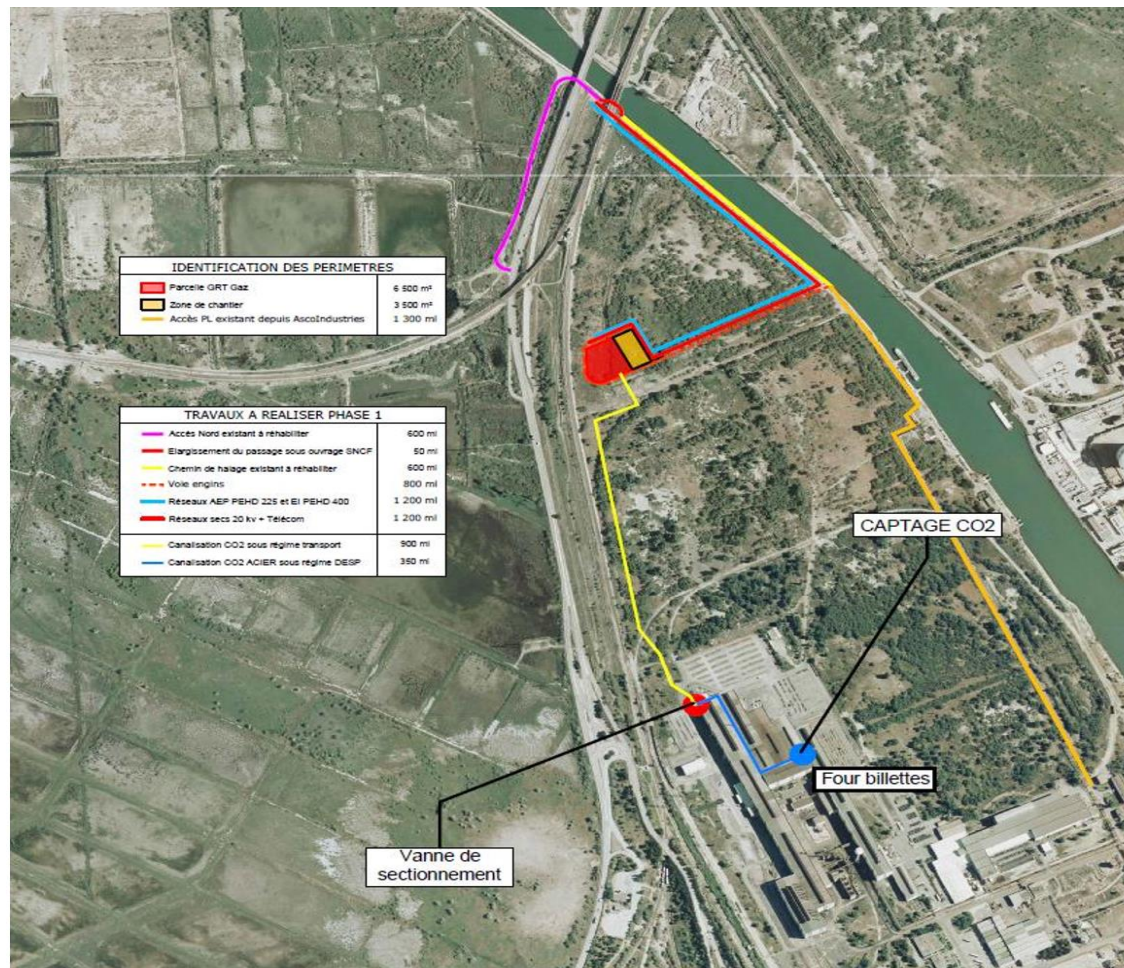 IDENTIFICATION DES PERIMETRES
Parcelle GRT Gaz 6 500 m²
Zone de chantier 3 500 m²
Accès PL existant depuis AscoIndustries 1 300 ml
TRAVAUX A REALISER PHASE 1
Accès Nord existant à réhabiliter 600 ml
Elargissement du passage sous ouvrage SNCF 50 ml
Chemin de halage existant à réhabiliter 600 ml
Voie engins 800 ml
Réseaux AEP PEHD 225 et EI PEHD 400 1 200 ml
Réseaux secs 20 kv + Télécom 1 200 ml
Canalisation CO2 sous régime transport 900 ml
Canalisation CO2 ACIER sous régime DESP 350 ml
CAPTAGE CO2
Four billettes
Vanne de
sectionnement